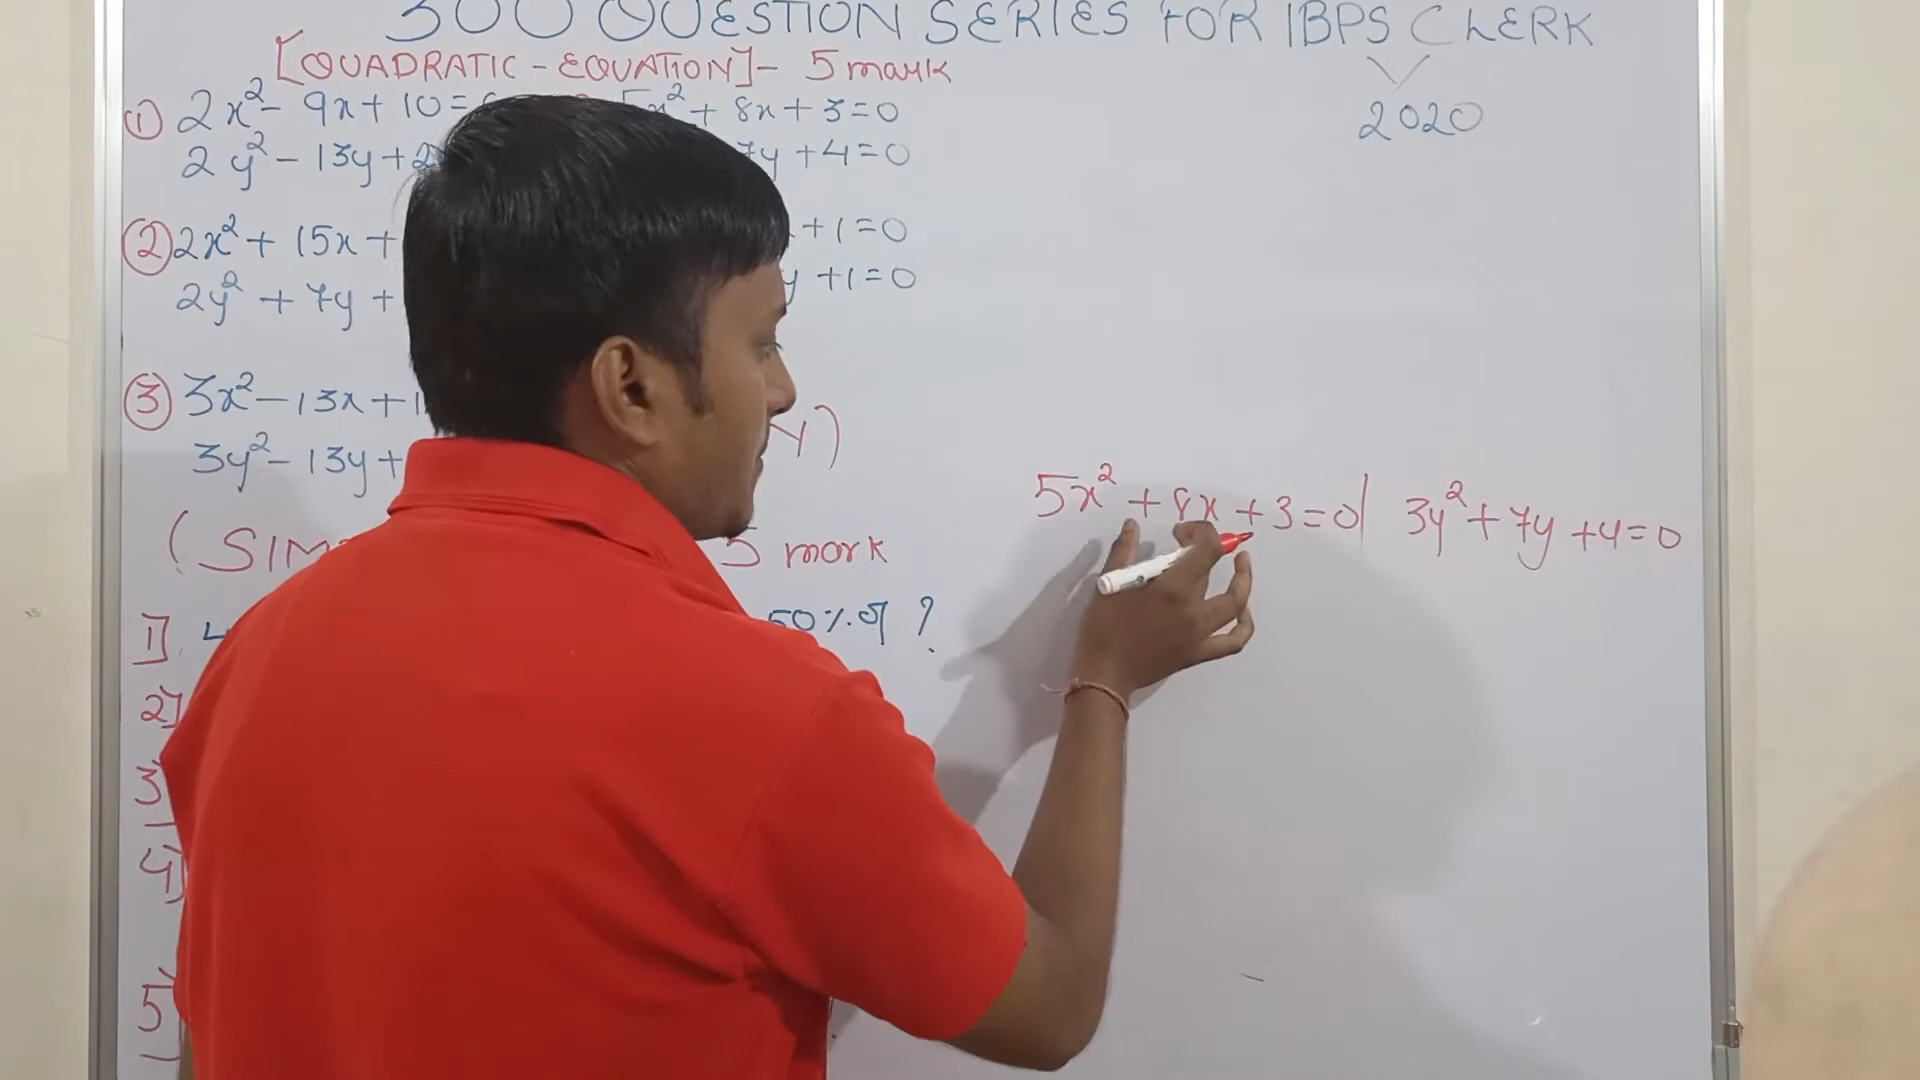 300 QUESTION SERIES FOR IBPS CLERK
2020
[QUADRATIC - EQUATION] - 5 mark
① 2x² - 9x + 10 =
2y² - 13y + 2
② 2x² + 15x +
2y² + 7y +
③ 3x² - 13x + 1
3y² - 13y +
5x² + 8x + 3 = 0
7y + 4 = 0
+ 1 = 0
y + 1 = 0
Y)
(SIM
5 mark
1] 4
50% of ?
2]
3]
4]
5]
5x² + 8x + 3 = 0 | 3y² + 7y + 4 = 0